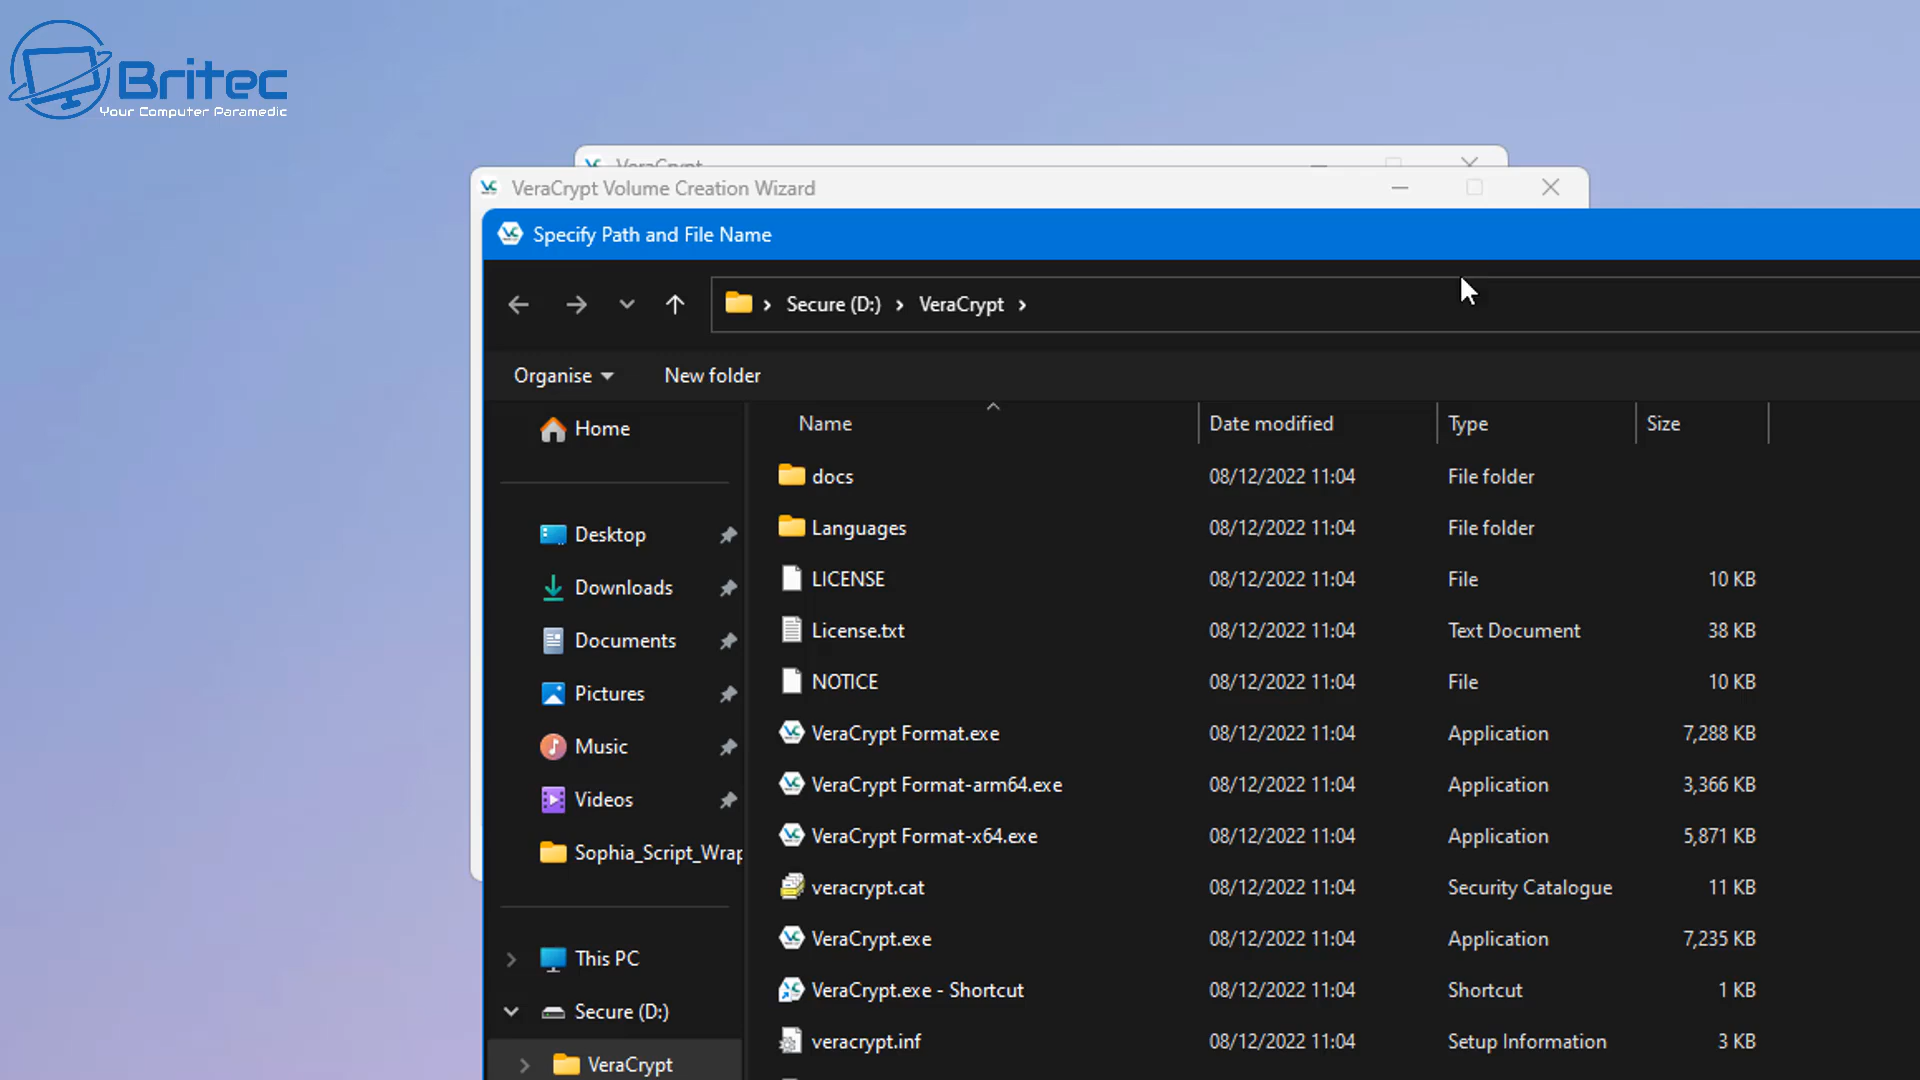 Britec
Your Computer Paramedic
VeraCrypt
VeraCrypt Volume Creation Wizard
Specify Path and File Name
Secure (D:) VeraCrypt
Organise New folder
Name Date modified Type Size
Home
docs 08/12/2022 11:04 File folder
Languages 08/12/2022 11:04 File folder
Desktop
LICENSE 08/12/2022 11:04 File 10 KB
Downloads
License.txt 08/12/2022 11:04 Text Document 38 KB
Documents
NOTICE 08/12/2022 11:04 File 10 KB
Pictures
VeraCrypt Format.exe 08/12/2022 11:04 Application 7,288 KB
Music
VeraCrypt Format-arm64.exe 08/12/2022 11:04 Application 3,366 KB
Videos
VeraCrypt Format-x64.exe 08/12/2022 11:04 Application 5,871 KB
Sophia_Script_Wrap
veracrypt.cat 08/12/2022 11:04 Security Catalogue 11 KB
VeraCrypt.exe 08/12/2022 11:04 Application 7,235 KB
This PC
VeraCrypt.exe - Shortcut 08/12/2022 11:04 Shortcut 1 KB
Secure (D:)
veracrypt.inf 08/12/2022 11:04 Setup Information 3 KB
VeraCrypt